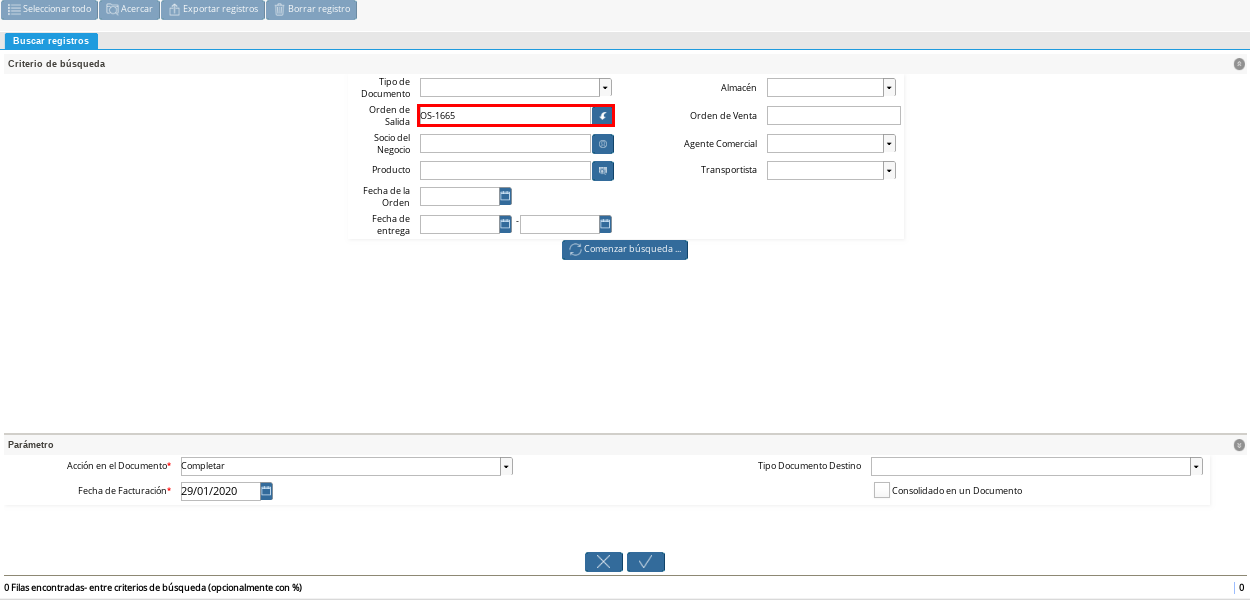 Seleccionar todo Acercar Exportar registros Borrar registro
Buscar registros
Criterio de búsqueda
Tipo de Documento Almacén
Orden de Salida OS-1665 Orden de Venta
Socio del Negocio Agente Comercial
Producto Transportista
Fecha de la Orden
Fecha de entrega -
Comenzar búsqueda ...
Parámetro
Acción en el Documento* Completar Tipo Documento Destino
Fecha de Facturación* 29/01/2020 Consolidado en un Documento
0 Filas encontradas- entre criterios de búsqueda (opcionalmente con %) 0